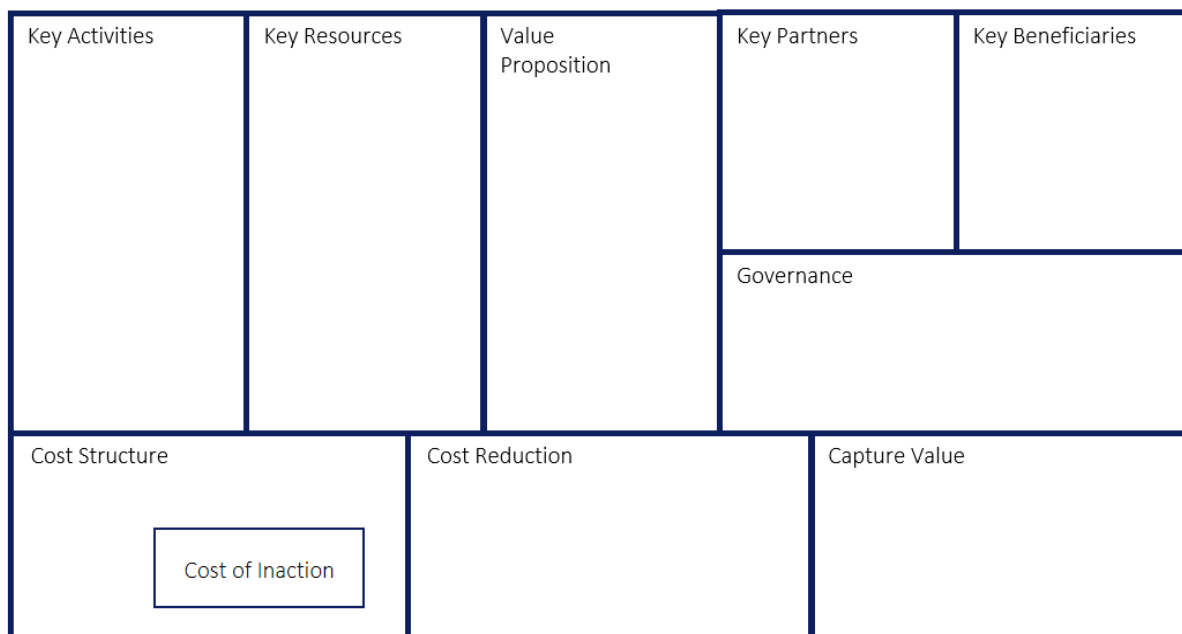 Key Activities
Key Resources
Value
Proposition
Key Partners
Key Beneficiaries
Governance
Cost Structure
Cost of Inaction
Cost Reduction
Capture Value